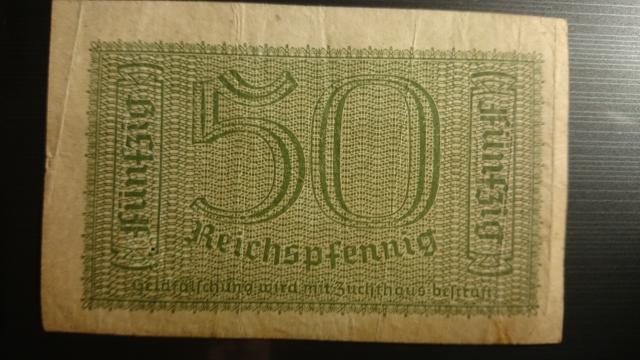 Fünfzig
50
Fünfzig
Reichspfennig
Geldfälschung wird mit Zuchthaus bestraft